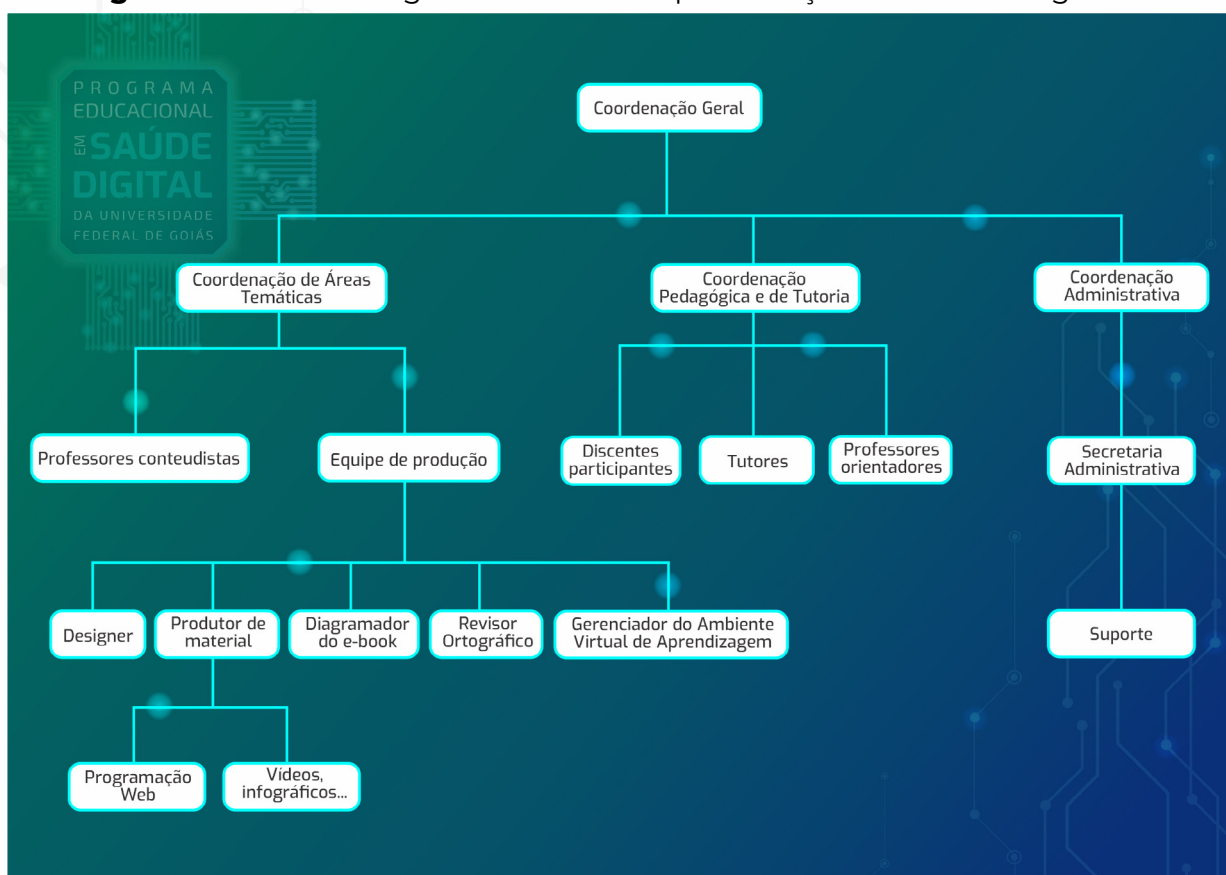 PROGRAMA
EDUCACIONAL
EM SAÚDE
DIGITAL
DA UNIVERSIDADE
FEDERAL DE GOIÁS
Coordenação Geral
Coordenação de Áreas
Temáticas
Coordenação
Pedagógica e de Tutoria
Coordenação
Administrativa
Professores conteudistas
Equipe de produção
Discentes
participantes
Tutores
Professores
orientadores
Secretaria
Administrativa
Designer
Produtor de
material
Diagramador
do e-book
Revisor
Ortográfico
Gerenciador do Ambiente
Virtual de Aprendizagem
Suporte
Programação
Web
Vídeos,
infográficos...